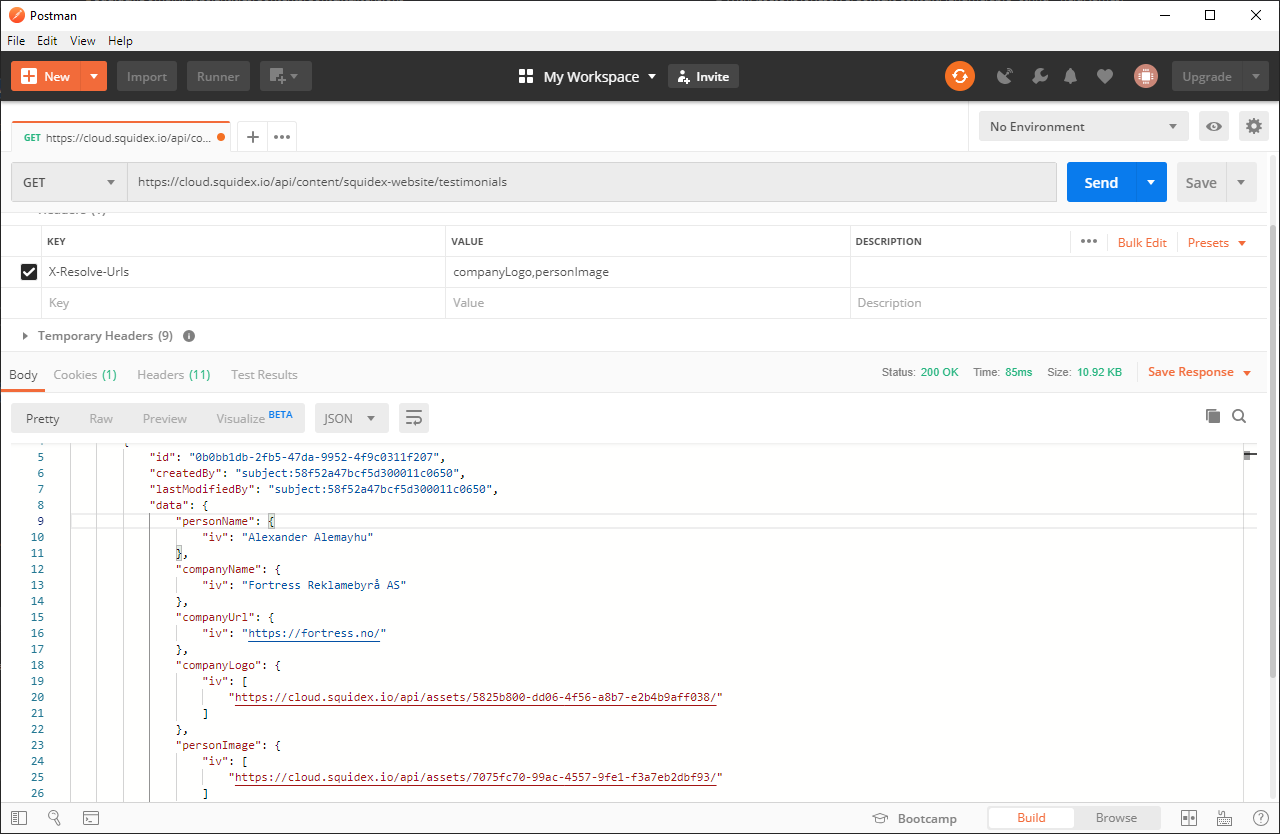 Postman
File Edit View Help
New Import Runner My Workspace Invite Upgrade
GET https://cloud.squidex.io/api/co... No Environment
GET https://cloud.squidex.io/api/content/squidex-website/testimonials Send Save
Headers (1)
KEY VALUE DESCRIPTION Bulk Edit Presets
X-Resolve-Urls companyLogo,personImage
Key Value Description
Temporary Headers (9)
Body Cookies (1) Headers (11) Test Results Status: 200 OK Time: 85ms Size: 10.92 KB Save Response
Pretty Raw Preview Visualize BETA JSON
4 {
5 "id": "0b0bb1db-2fb5-47da-9952-4f9c0311f207",
6 "createdBy": "subject:58f52a47bcf5d300011c0650",
7 "lastModifiedBy": "subject:58f52a47bcf5d300011c0650",
8 "data": {
9 "personName": {
10 "iv": "Alexander Alemayhu"
11 },
12 "companyName": {
13 "iv": "Fortress Reklamebyrå AS"
14 },
15 "companyUrl": {
16 "iv": "https://fortress.no/"
17 },
18 "companyLogo": {
19 "iv": [
20 "https://cloud.squidex.io/api/assets/5825b800-dd06-4f56-a8b7-e2b4b9aff038/"
21 ]
22 },
23 "personImage": {
24 "iv": [
25 "https://cloud.squidex.io/api/assets/7075fc70-99ac-4557-9fe1-f3a7eb2dbf93/"
26 ]
Bootcamp Build Browse